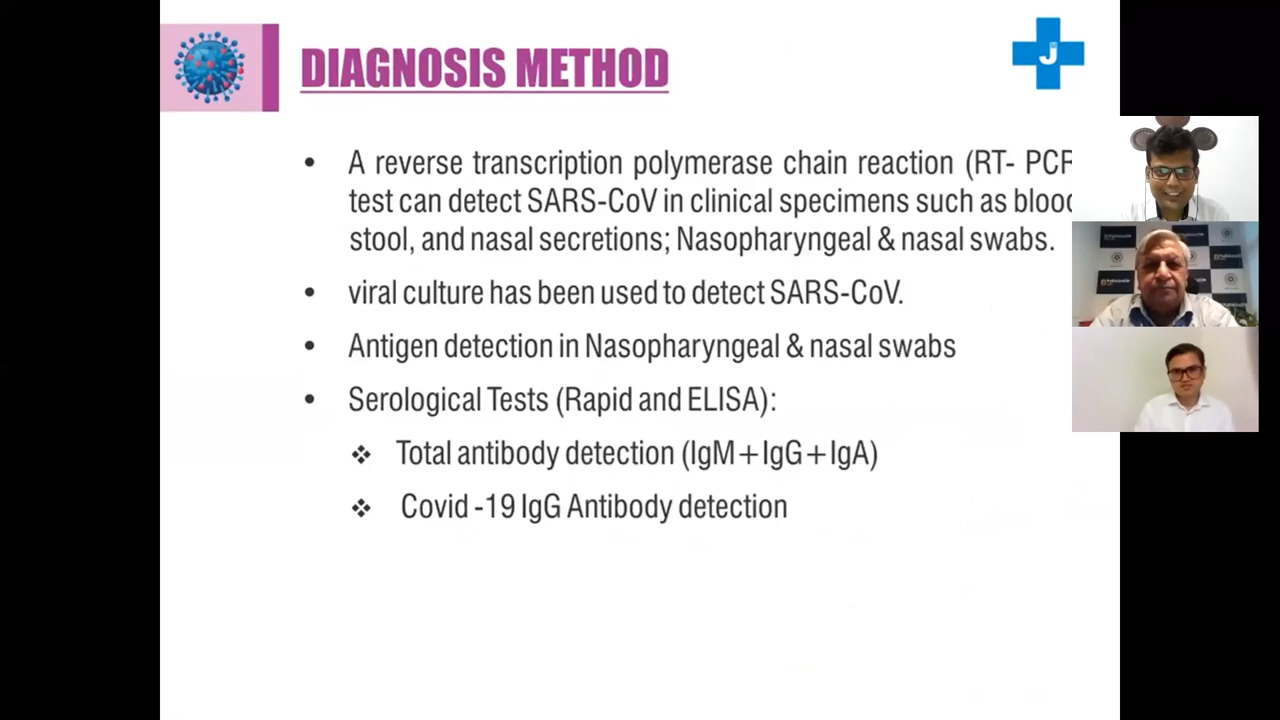 DIAGNOSIS METHOD
J
• A reverse transcription polymerase chain reaction (RT- PCR
test can detect SARS-CoV in clinical specimens such as blood
stool, and nasal secretions; Nasopharyngeal & nasal swabs.
• viral culture has been used to detect SARS-CoV.
• Antigen detection in Nasopharyngeal & nasal swabs
• Serological Tests (Rapid and ELISA):
❖ Total antibody detection (IgM+IgG+IgA)
❖ Covid -19 IgG Antibody detection